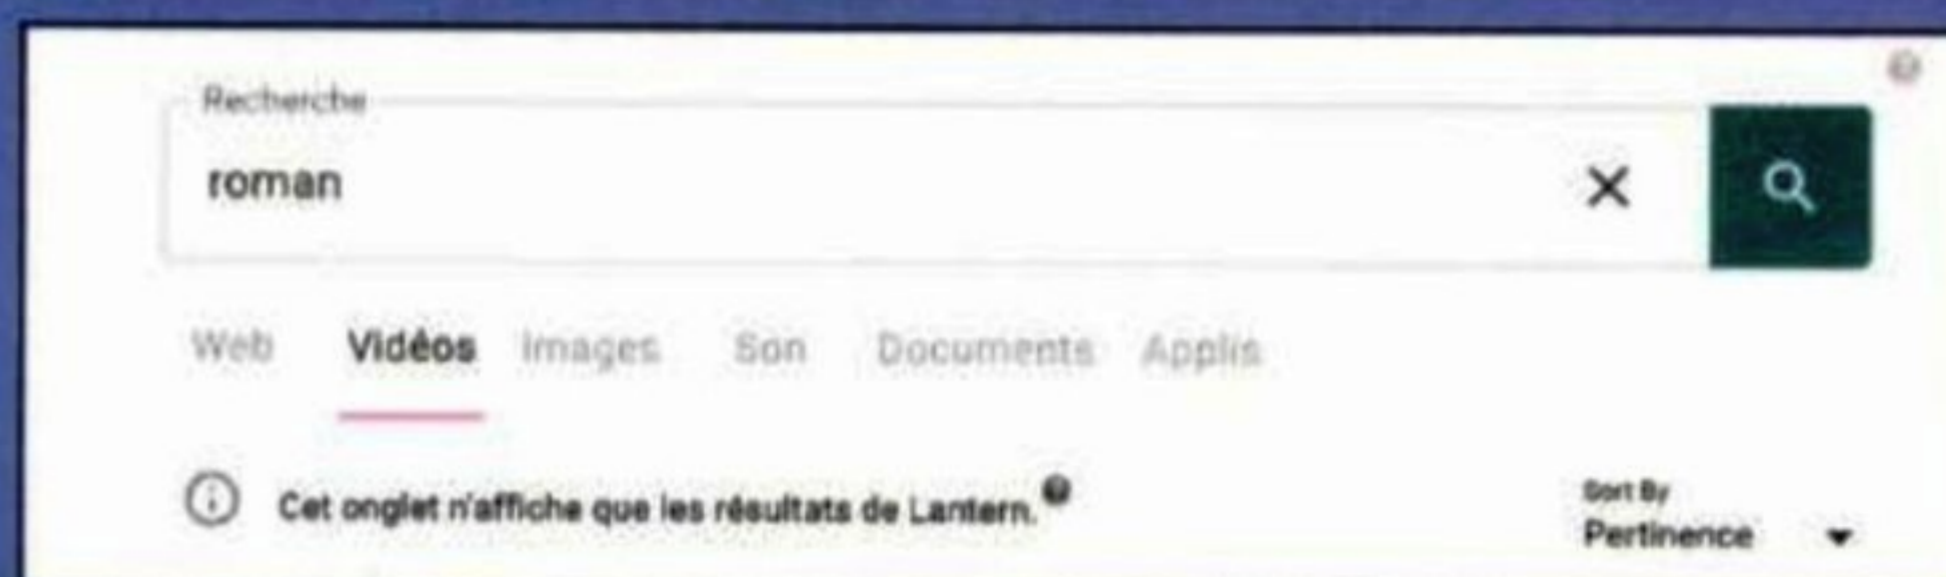 Recherche
roman
Web Vidéos Images Son Documents Applis
Cet onglet n'affiche que les résultats de Lantern.
Sort By
Pertinence